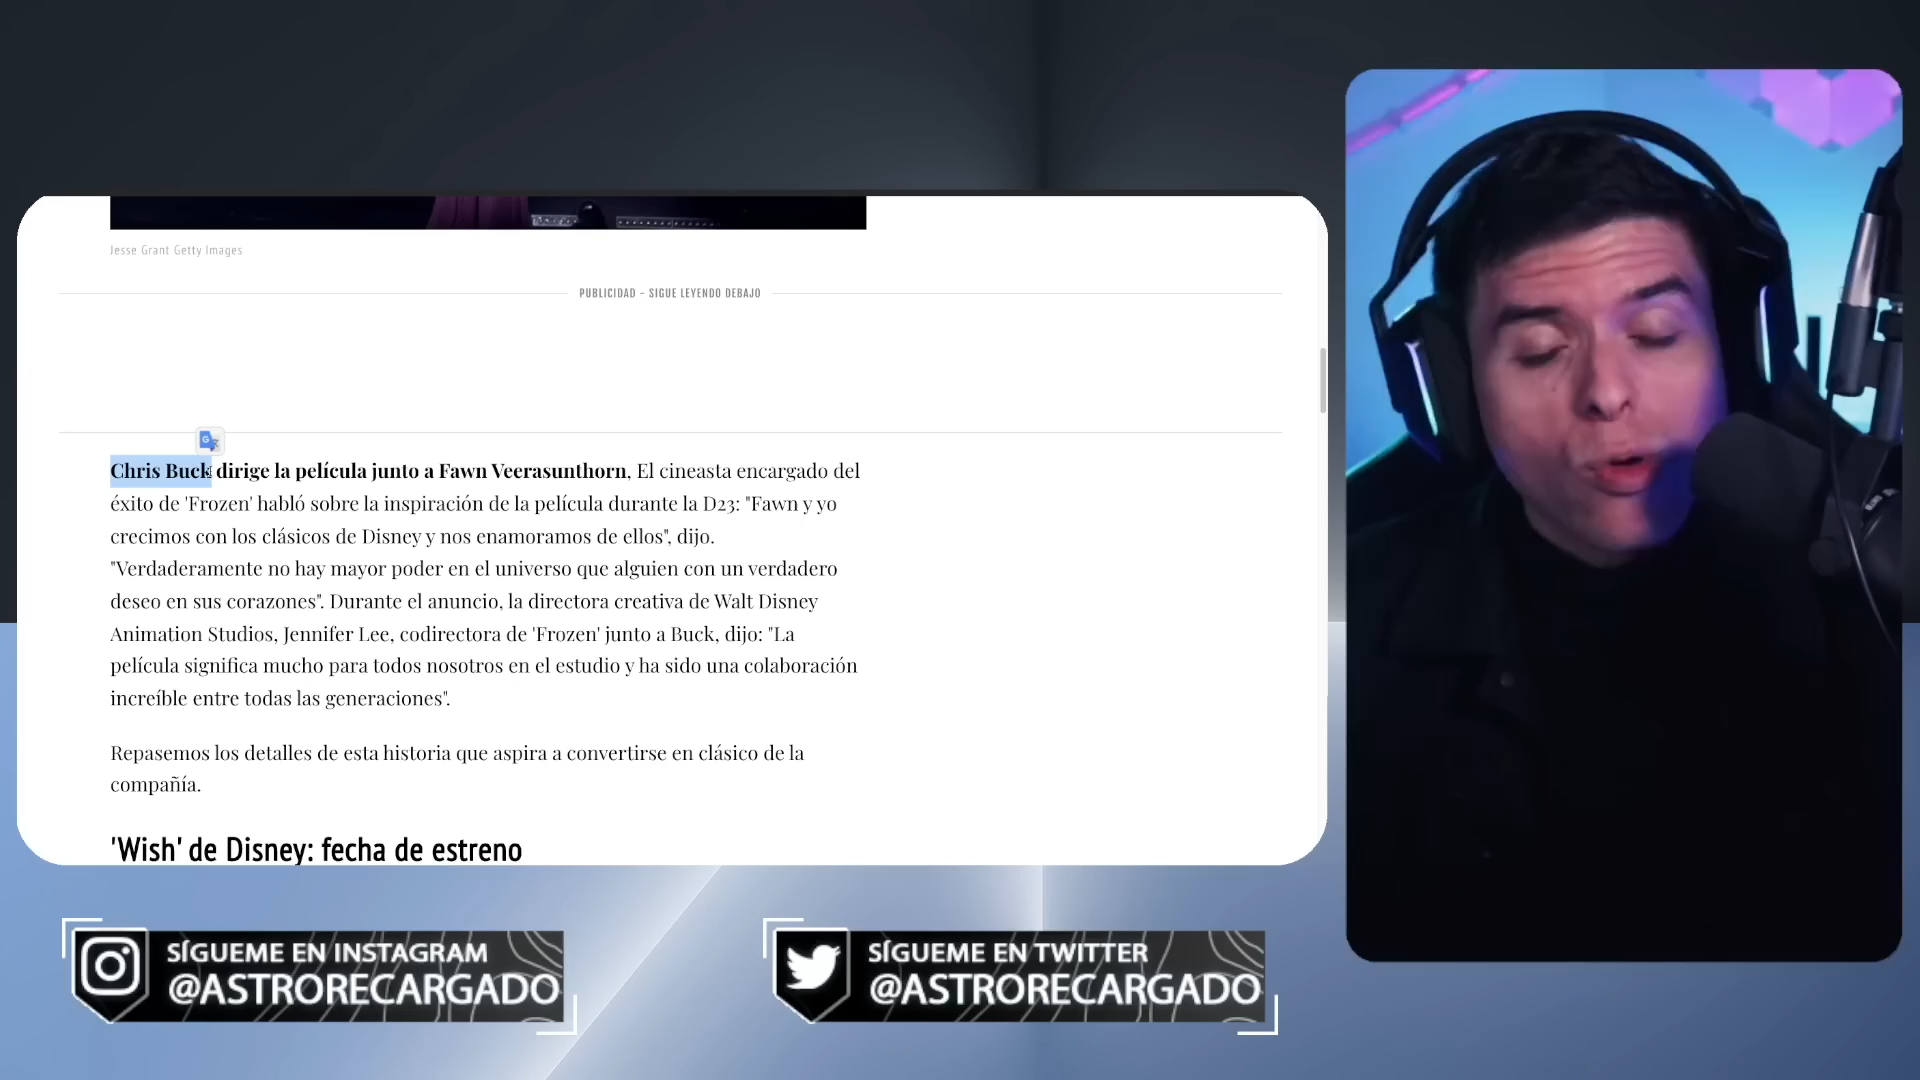 Jesse Grant Getty Images
PUBLICIDAD - SIGUE LEYENDO DEBAJO
Chris Buck dirige la película junto a Fawn Veerasunthorn, El cineasta encargado del
éxito de 'Frozen' habló sobre la inspiración de la película durante la D23: "Fawn y yo
crecimos con los clásicos de Disney y nos enamoramos de ellos", dijo.
"Verdaderamente no hay mayor poder en el universo que alguien con un verdadero
deseo en sus corazones". Durante el anuncio, la directora creativa de Walt Disney
Animation Studios, Jennifer Lee, codirectora de 'Frozen' junto a Buck, dijo: "La
película significa mucho para todos nosotros en el estudio y ha sido una colaboración
increíble entre todas las generaciones".
Repasemos los detalles de esta historia que aspira a convertirse en clásico de la
compañía.
'Wish' de Disney: fecha de estreno
SÍGUEME EN INSTAGRAM
@ASTRORECARGADO
SÍGUEME EN TWITTER
@ASTRORECARGADO